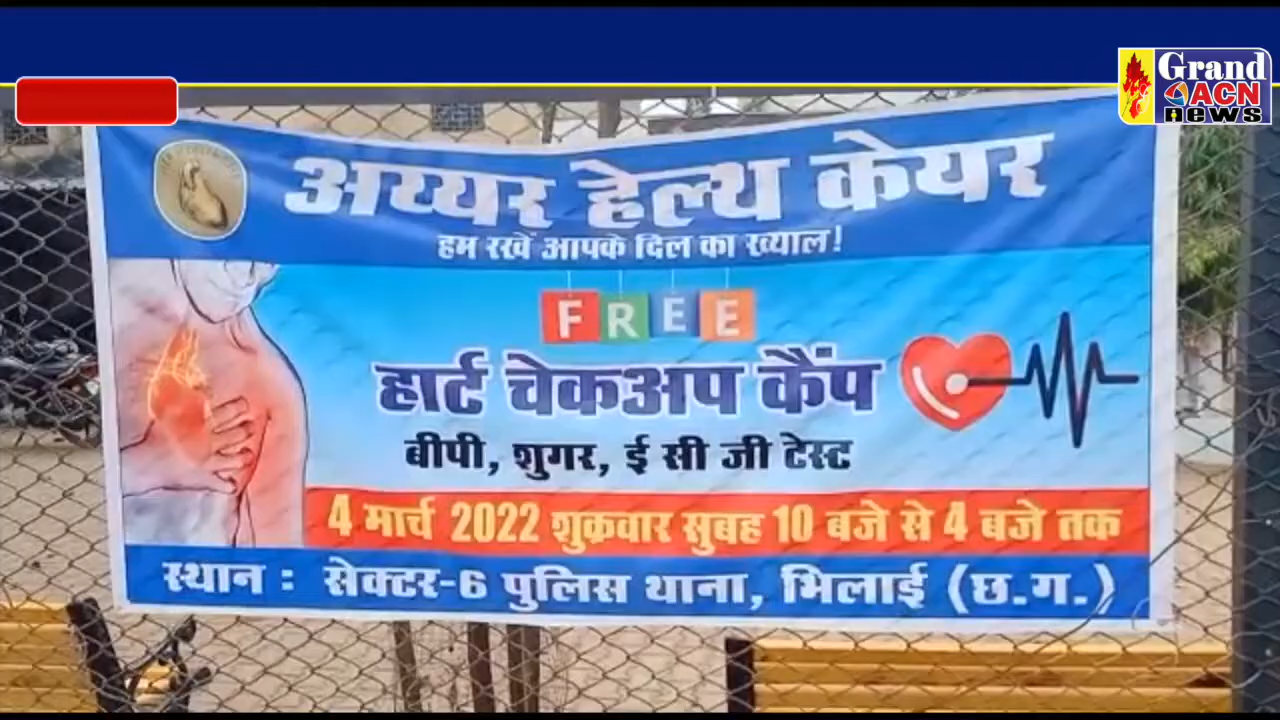 Grand
ACN
news
अय्यर हेल्थ केयर
हम रखें आपके दिल का ख्याल!
FREE
हार्ट चेकअप कैंप
बीपी, शुगर, ई सी जी टेस्ट
4 मार्च 2022 शुक्रवार सुबह 10 बजे से 4 बजे तक
स्थान : सेक्टर-6 पुलिस थाना, भिलाई (छ.ग.)